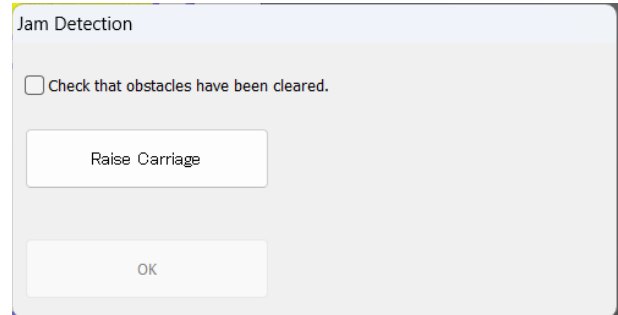 Jam Detection
Check that obstacles have been cleared.
Raise Carriage
OK